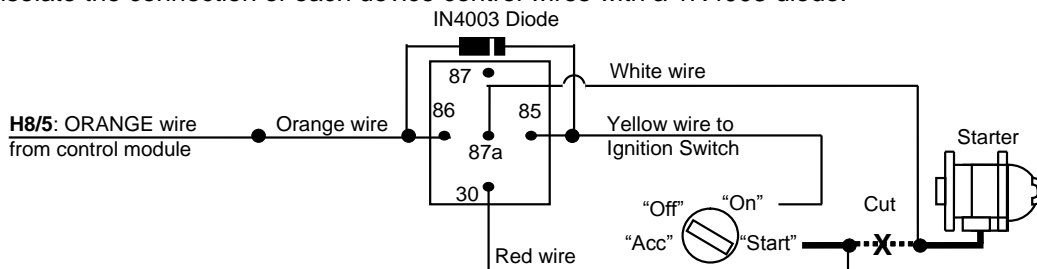 isolate the connection of each device control wires with a 1N4003 diode.
IN4003 Diode
87
White wire
H8/5: ORANGE wire
from control module
Orange wire
86
85
87a
Yellow wire to
Ignition Switch
Starter
30
"Off"
"On"
Cut
"Acc"
"Start"
X
Red wire